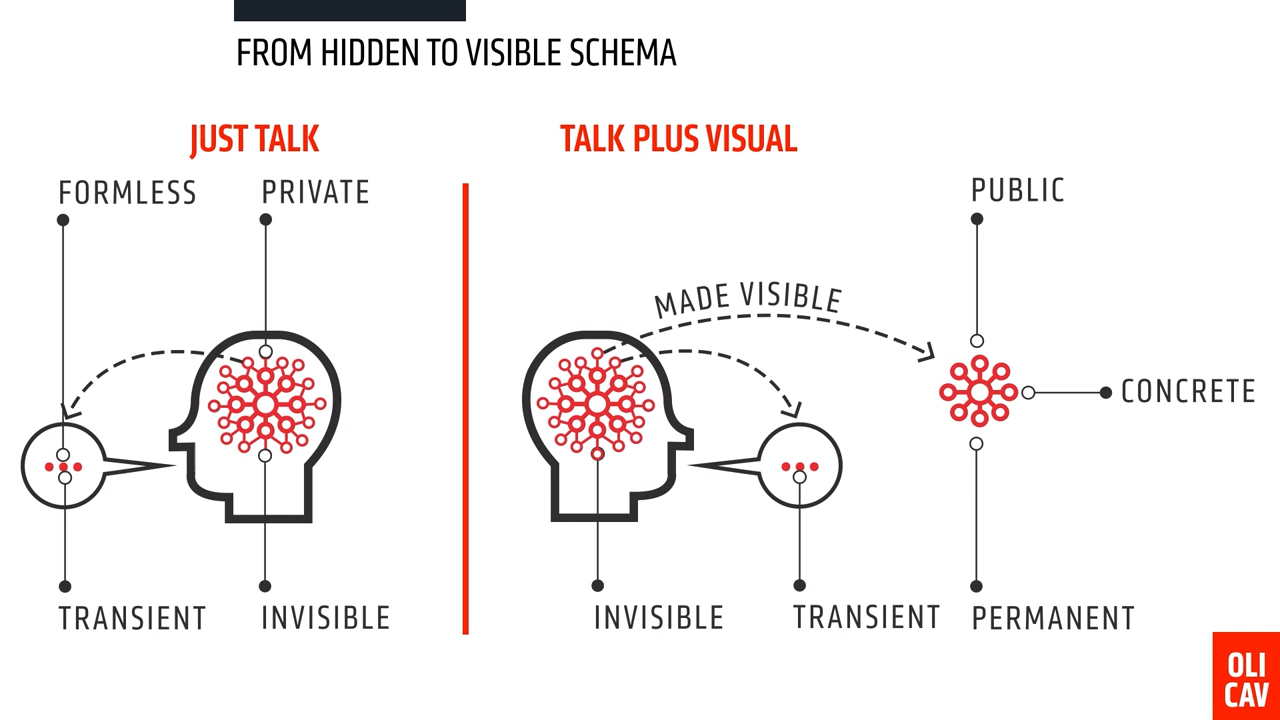 FROM HIDDEN TO VISIBLE SCHEMA
JUST TALK
FORMLESS
PRIVATE
TRANSIENT
INVISIBLE
TALK PLUS VISUAL
PUBLIC
MADE VISIBLE
CONCRETE
INVISIBLE
TRANSIENT
PERMANENT
OLI
CAV